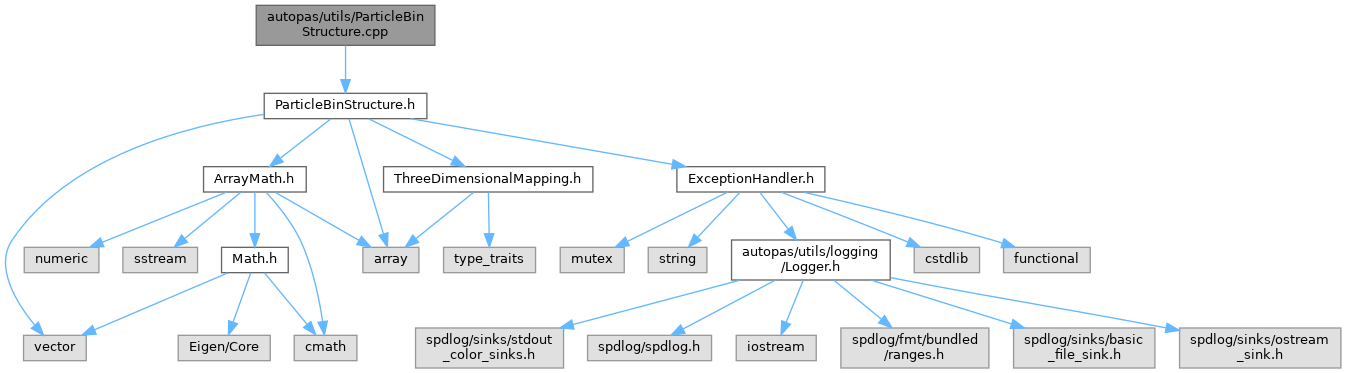 autopas/utils/ParticleBin
Structure.cpp
ParticleBinStructure.h
ArrayMath.h
ThreeDimensionalMapping.h
ExceptionHandler.h
numeric
sstream
Math.h
array
type_traits
mutex
string
autopas/utils/logging
/Logger.h
cstdlib
functional
vector
Eigen/Core
cmath
spdlog/sinks/stdout
_color_sinks.h
spdlog/spdlog.h
iostream
spdlog/fmt/bundled
/ranges.h
spdlog/sinks/basic
_file_sink.h
spdlog/sinks/ostream
_sink.h